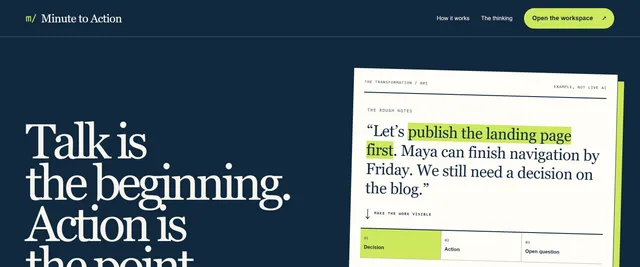 m/ Minute to Action
How it works
The thinking
Open the workspace ↗
Talk is
the beginning.
Action is
the point
THE TRANSFORMATION / 001
EXAMPLE, NOT LIVE AI
THE ROUGH NOTES
“Let’s publish the landing page
first. Maya can finish navigation by
Friday. We still need a decision on
the blog.”
↓ MAKE THE WORK VISIBLE
01
Decision
02
Action
03
Open question